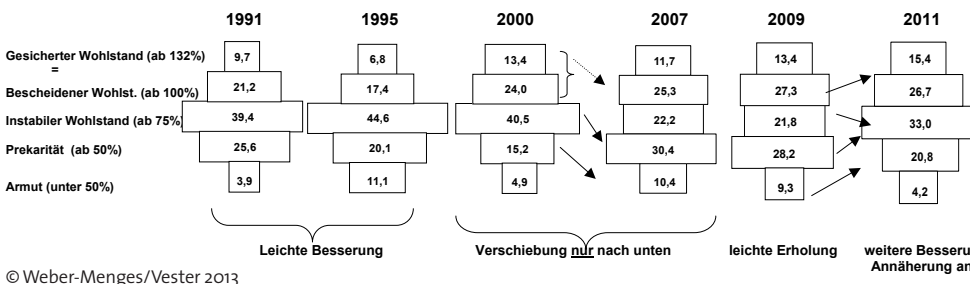 1991 1995 2000 2007 2009 2011
Gesicherter Wohlstand (ab 132%) 9,7 6,8 13,4 11,7 13,4 15,4
=
Bescheidener Wohlst. (ab 100%) 21,2 17,4 24,0 25,3 27,3 26,7
Instabiler Wohlstand (ab 75%) 39,4 44,6 40,5 22,2 21,8 33,0
Prekarität (ab 50%) 25,6 20,1 15,2 30,4 28,2 20,8
Armut (unter 50%) 3,9 11,1 4,9 10,4 9,3 4,2
Leichte Besserung Verschiebung nur nach unten leichte Erholung weitere Besseru
Annäherung an
© Weber-Menges/Vester 2013